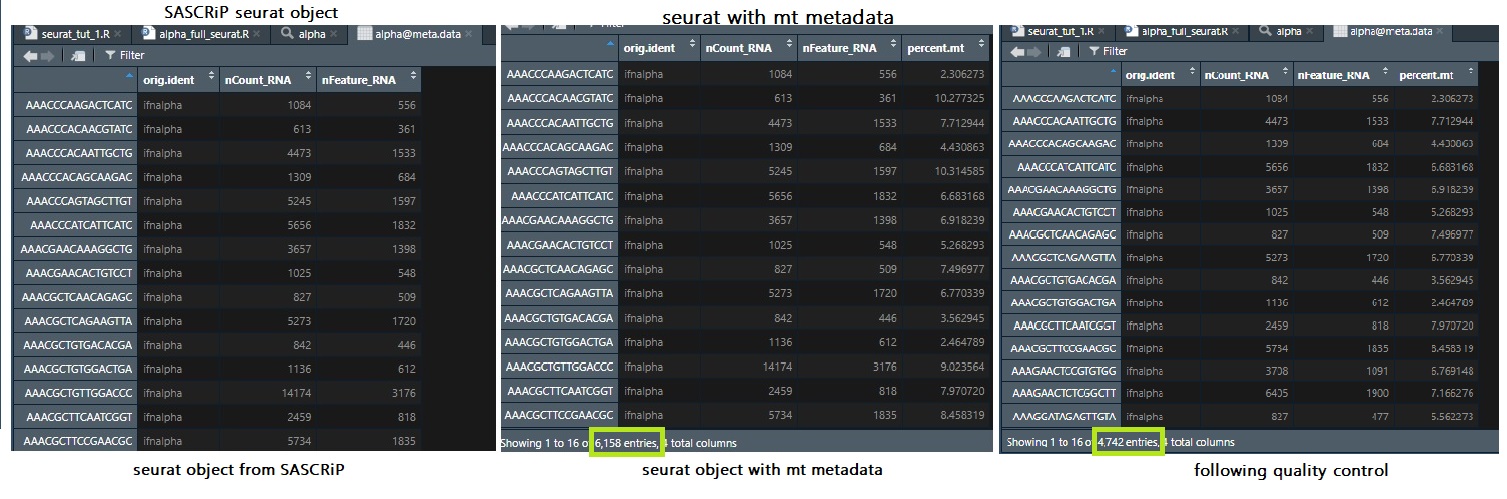 SASCRiP seurat object
seurat_tut_1.R × alpha_full_seurat.R × alpha × alpha@meta.data ×
Filter
orig.ident nCount_RNA nFeature_RNA
AAACCCAAGACTCATC ifnalpha 1084 556
AAACCCACAACGTATC ifnalpha 613 361
AAACCCACAATTGCTG ifnalpha 4473 1533
AAACCCACAGCAAGAC ifnalpha 1309 684
AAACCCAGTAGCTTGT ifnalpha 5245 1597
AAACCCATCATTCATC ifnalpha 5656 1832
AAACGAACAAAGGCTG ifnalpha 3657 1398
AAACGAACACTGTCCT ifnalpha 1025 548
AAACGCTCAACAGAGC ifnalpha 827 509
AAACGCTCAGAAGTTA ifnalpha 5273 1720
AAACGCTGTGACACGA ifnalpha 842 446
AAACGCTGTGGACTGA ifnalpha 1136 612
AAACGCTGTTGGACCC ifnalpha 14174 3176
AAACGCTTCAATCGGT ifnalpha 2459 818
AAACGCTTCCGAACGC ifnalpha 5734 1835
seurat object from SASCRiP
seurat with mt metadata
orig.ident nCount_RNA nFeature_RNA percent.mt
AAACCCAAGACTCATC ifnalpha 1084 556 2.306273
AAACCCACAACGTATC ifnalpha 613 361 10.277325
AAACCCACAATTGCTG ifnalpha 4473 1533 7.712944
AAACCCACAGCAAGAC ifnalpha 1309 684 4.430863
AAACCCAGTAGCTTGT ifnalpha 5245 1597 10.314585
AAACCCATCATTCATC ifnalpha 5656 1832 6.683168
AAACGAACAAAGGCTG ifnalpha 3657 1398 6.918239
AAACGAACACTGTCCT ifnalpha 1025 548 5.268293
AAACGCTCAACAGAGC ifnalpha 827 509 7.496977
AAACGCTCAGAAGTTA ifnalpha 5273 1720 6.770339
AAACGCTGTGACACGA ifnalpha 842 446 3.562945
AAACGCTGTGGACTGA ifnalpha 1136 612 2.464789
AAACGCTGTTGGACCC ifnalpha 14174 3176 9.023564
AAACGCTTCAATCGGT ifnalpha 2459 818 7.970720
AAACGCTTCCGAACGC ifnalpha 5734 1835 8.458319
Showing 1 to 16 of 6,158 entries, 4 total columns
seurat object with mt metadata
seurat_tut_1.R × alpha_full_seurat.R × alpha × alpha@meta.data ×
Filter
orig.ident nCount_RNA nFeature_RNA percent.mt
AAACCCAAGACTCATC ifnalpha 1084 556 2.306273
AAACCCACAATTGCTG ifnalpha 4473 1533 7.712944
AAACCCACAGCAAGAC ifnalpha 1309 684 4.430863
AAACCCATCATTCATC ifnalpha 5656 1832 6.683168
AAACGAACAAAGGCTG ifnalpha 3657 1398 6.918239
AAACGAACACTGTCCT ifnalpha 1025 548 5.268293
AAACGCTCAACAGAGC ifnalpha 827 509 7.496977
AAACGCTCAGAAGTTA ifnalpha 5273 1720 6.770339
AAACGCTGTGACACGA ifnalpha 842 446 3.562945
AAACGCTGTGGACTGA ifnalpha 1136 612 2.464789
AAACGCTTCAATCGGT ifnalpha 2459 818 7.970720
AAACGCTTCCGAACGC ifnalpha 5734 1835 8.458319
AAAGAACTCCGTGTGG ifnalpha 3708 1091 5.769148
AAAGAACTCTCGGCTT ifnalpha 6405 1900 7.166276
AAAGGATAGAGTTGTA ifnalpha 827 477 5.562273
Showing 1 to 16 of 4,742 entries, 4 total columns
following quality control